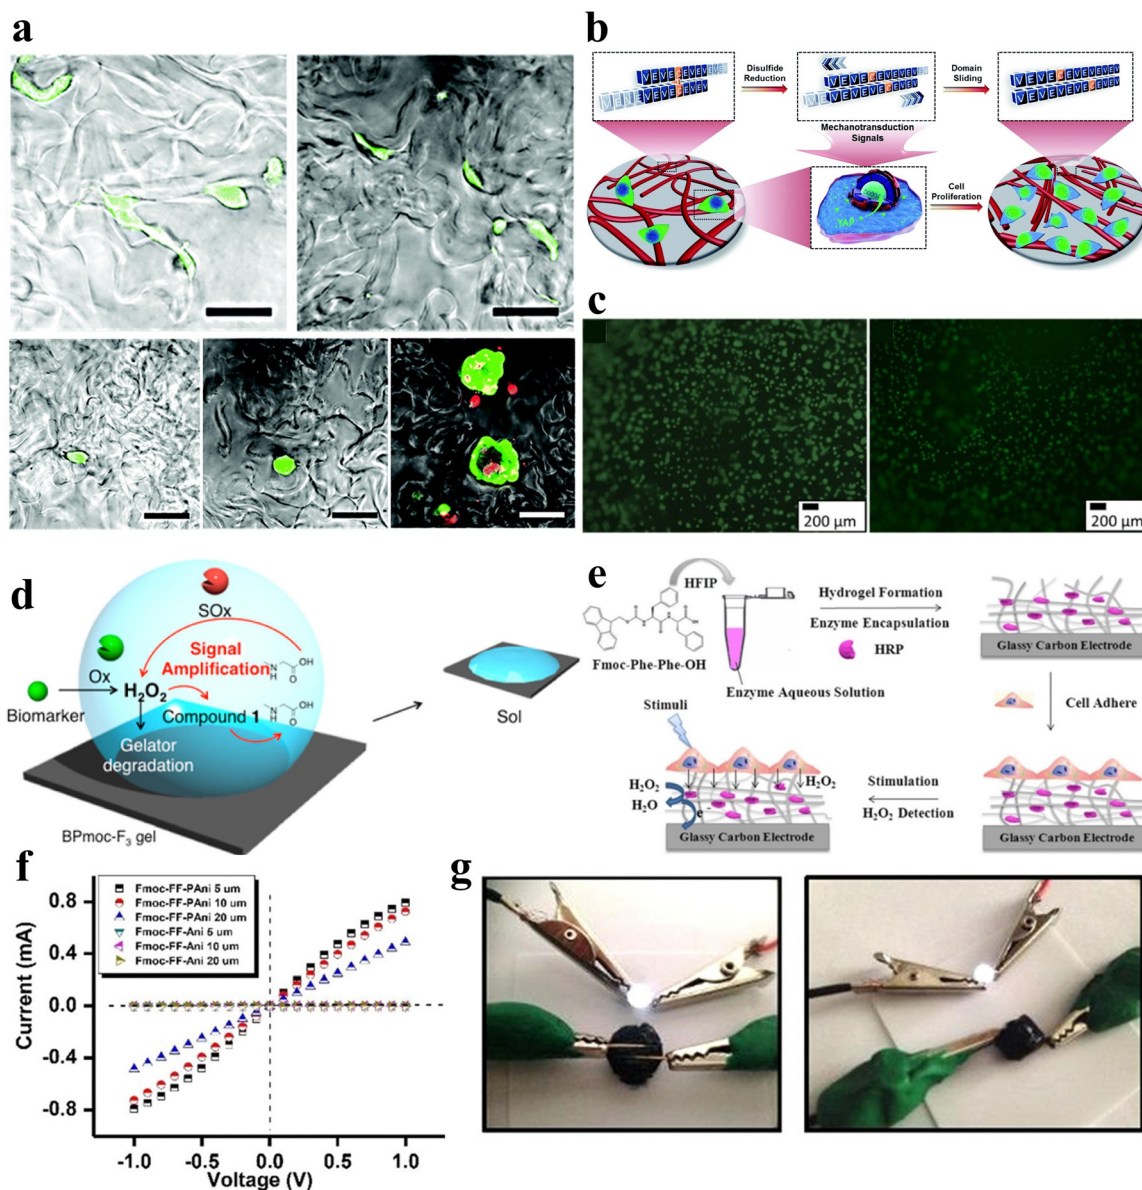 a
b
Disulfide
Reduction
Domain
Sliding
Mechanotransduction
Signals
YAP
Cell
Proliferation
c
200 µm
200 µm
d
SOx
Signal
Amplification
Ox
H₂O₂
Biomarker
Compound 1
Gelator
degradation
BPmoc-F₃ gel
Sol
e
HFIP
Fmoc-Phe-Phe-OH
Enzyme Aqueous Solution
Hydrogel Formation
Enzyme Encapsulation
HRP
Glassy Carbon Electrode
Cell Adhere
Stimuli
H₂O₂
H₂O
e⁻
H₂O₂
Glassy Carbon Electrode
Stimulation
H₂O₂ Detection
Glassy Carbon Electrode
f
Fmoc-FF-PAni 5 um
Fmoc-FF-PAni 10 um
Fmoc-FF-PAni 20 um
Fmoc-FF-Ani 5 um
Fmoc-FF-Ani 10 um
Fmoc-FF-Ani 20 um
Current (mA)
0.8
0.4
0.0
-0.4
-0.8
-1.0 -0.5 0.0 0.5 1.0
Voltage (V)
g